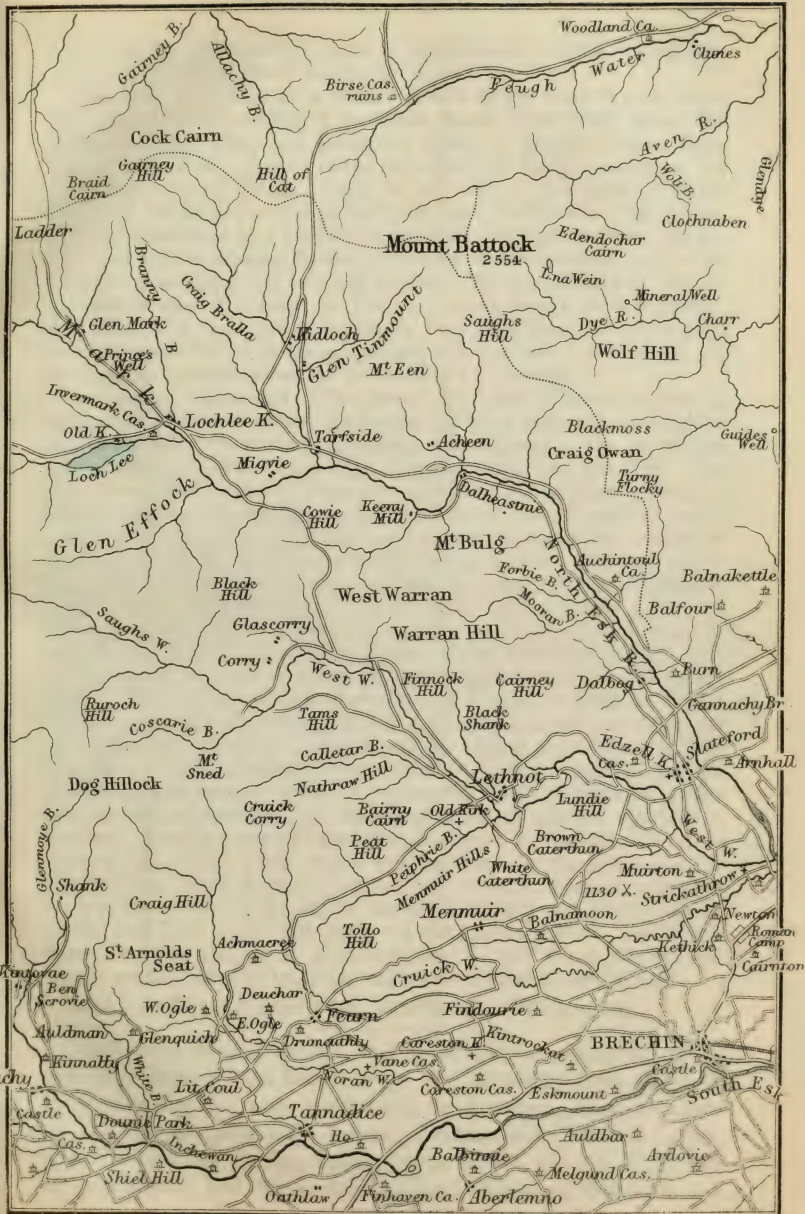 Woodland Ca.
Clunes
Gairney B.
Allachy B.
Birse Cas.
ruins
Feugh Water
Cock Cairn
Aven R.
Gairney
Hill
Hill of
Cat
Braid
Cairn
Wolf B.
Glendye
Clochnaben
Ladder
Mount Battock
2554
Edendochar
Cairn
Ena Wein
Branny B
Craig Bralla
Mineral Well
Glen Mark
Mark
Glen Tinmount
Saughs
Hill
Dye R.
Charr
Prince's
Well
Wolf Hill
Mt. Een
Invermark Cas.
Lochlee K.
Old K.
Tarfside
Acheen
Blackmoss
Guides
Well
Loch Lee
Migvie
Craig Owan
Turny
Flocky
Dalheasnie
Glen Effock
Cowie
Hill
Keeny
Mill
Mt. Bulg
North Esk R.
Auchintoul
Ca.
Balnakettle
Forbie B.
Black
Hill
West Warran
Mooran B.
Balfour
Saughs W.
Glascorry
Warran Hill
Corry
West W.
Finnock
Hill
Cairney
Hill
Dalbog
Burn
Gannachy Br
Ruroch
Hill
Tams
Hill
Black
Shank
Coscarie B.
Edzell K.
Cas.
Slateford
Mt.
Sned
Calletar B.
Arnhall
Dog Hillock
Nathraw Hill
Lethnot
Cruick
Corry
Bairny
Cairn
Old Kirk
Lundie
Hill
West W.
Glenmoye B.
Peat
Hill
Peiphrie B.
Brown
Caterthun
Menmuir Hills
White
Caterthun
Muirton
Shank
1130
Strickathrow
Craig Hill
Menmuir
Newton
Achmacree
Tollo
Hill
Balnamoon
Roman
Camp
St. Arnolds
Seat
Kethick
Cairnton
Cruick W.
Ben
Scrovie
Deuchar
W. Ogle
E. Ogle
Fearn
Findourie
Auldman
Glenquich
Drumcuthly
Careston K.
Kintrockat
BRECHIN
Kinnalty
White B.
Vane Cas.
Castle
chy
Lit. Coul
Noran W.
Careston Cas.
Eskmount
South Esk
Castle
Tannadice
Dounie Park
Ho.
Auldbar
Cas.
Inchewan
Balbinnie
Ardovie
Shiel Hill
Melgund Cas.
Oathlaw
Finhaven Ca.
Aberlemno